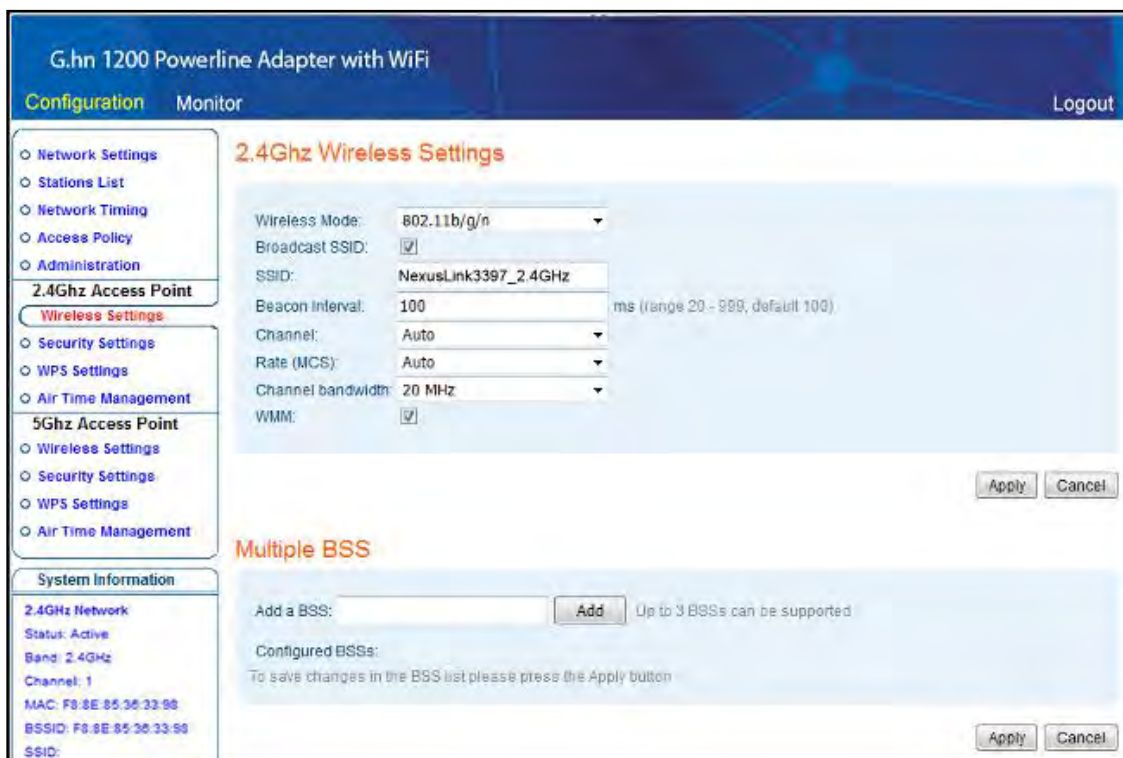 G.hn 1200 Powerline Adapter with WiFi
Configuration Monitor Logout
Network Settings
Stations List
Network Timing
Access Policy
Administration
2.4Ghz Access Point
Wireless Settings
Security Settings
WPS Settings
Air Time Management
5Ghz Access Point
Wireless Settings
Security Settings
WPS Settings
Air Time Management
System Information
2.4GHz Network
Status: Active
Band: 2.4GHz
Channel: 1
MAC: F8:8E:85:36:33:98
BSSID: F8:8E:85:36:33:98
SSID:
2.4Ghz Wireless Settings
Wireless Mode: 802.11b/g/n
Broadcast SSID:
SSID: NexusLink3397_2.4GHz
Beacon Interval: 100 ms (range 20 - 999, default 100)
Channel: Auto
Rate (MCS): Auto
Channel bandwidth: 20 MHz
WMM:
Apply Cancel
Multiple BSS
Add a BSS: Add Up to 3 BSSs can be supported
Configured BSSs:
To save changes in the BSS list please press the Apply button
Apply Cancel